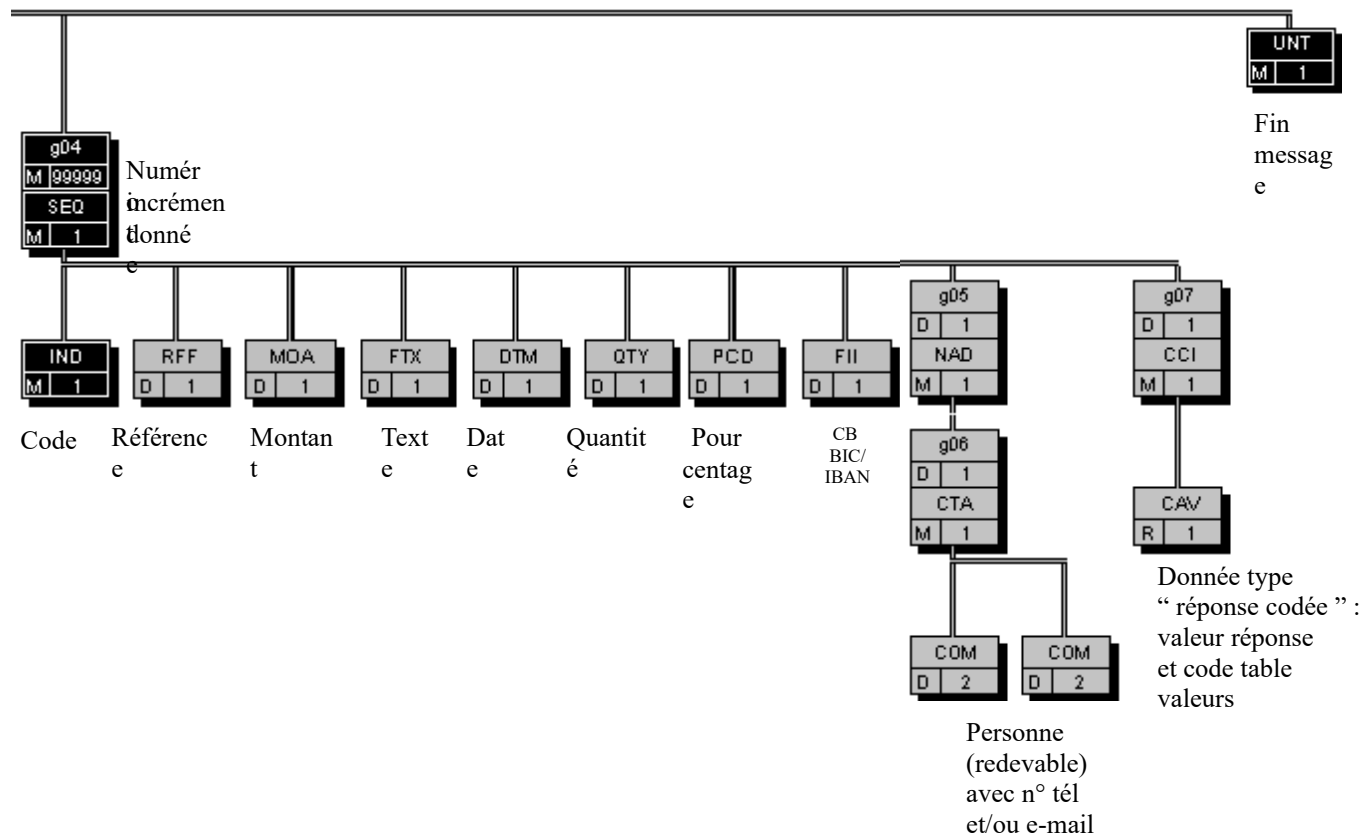 UNT
M 1
Fin
messag
e
g04
M 99999
SEQ
M 1
Numér
o
incrémen
t
donné
e
IND
M 1
Code
RFF
D 1
Référenc
e
MOA
D 1
Montan
t
FTX
D 1
Text
e
DTM
D 1
Dat
e
QTY
D 1
Quantit
é
PCD
D 1
Pour
centag
e
FII
D 1
CB
BIC/
IBAN
g05
D 1
NAD
M 1
g06
D 1
CTA
M 1
COM
D 2
COM
D 2
Personne
(redevable)
avec n° tél
et/ou e-mail
g07
D 1
CCI
M 1
CAV
R 1
Donnée type
“ réponse codée ” :
valeur réponse
et code table
valeurs